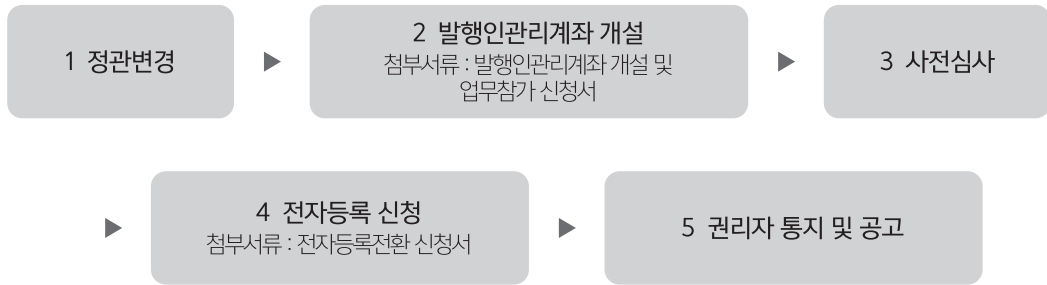 1 정관변경
2 발행인관리계좌 개설
첨부서류 : 발행인관리계좌 개설 및
업무참가 신청서
3 사전심사
4 전자등록 신청
첨부서류 : 전자등록전환 신청서
5 권리자 통지 및 공고